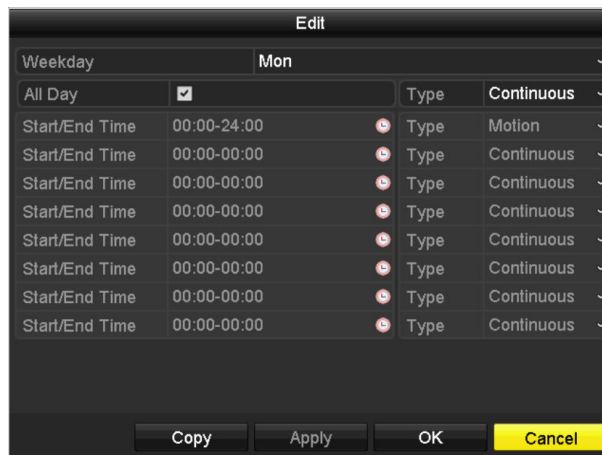 Edit
Weekday Mon
All Day Type Continuous
Start/End Time 00:00-24:00 Type Motion
Start/End Time 00:00-00:00 Type Continuous
Start/End Time 00:00-00:00 Type Continuous
Start/End Time 00:00-00:00 Type Continuous
Start/End Time 00:00-00:00 Type Continuous
Start/End Time 00:00-00:00 Type Continuous
Start/End Time 00:00-00:00 Type Continuous
Start/End Time 00:00-00:00 Type Continuous
Copy Apply OK Cancel